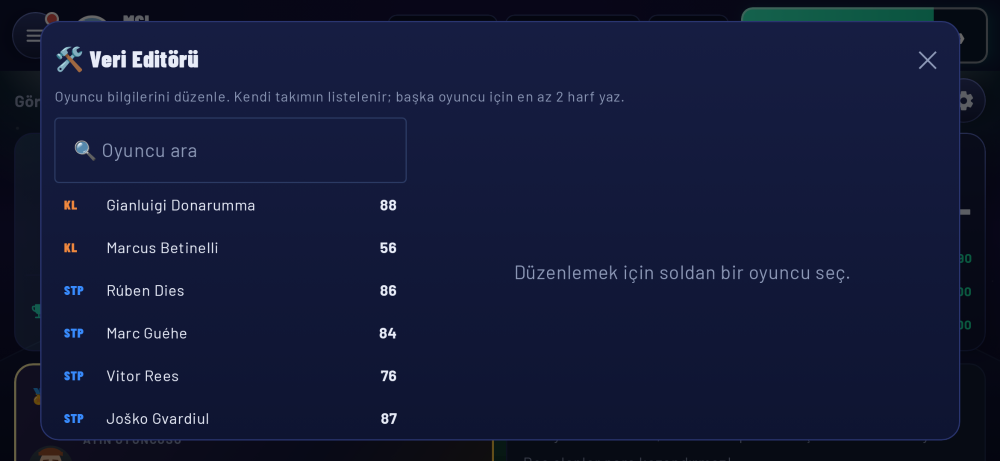 MCI
Veri Editörü
Gör
Oyuncu bilgilerini düzenle. Kendi takımın listelenir; başka oyuncu için en az 2 harf yaz.
Oyuncu ara
KL Gianluigi Donarumma 88
KL Marcus Betinelli 56
STP Rúben Dies 86
STP Marc Guéhe 84
STP Vitor Rees 76
STP Joško Gvardiul 87
Düzenlemek için soldan bir oyuncu seç.